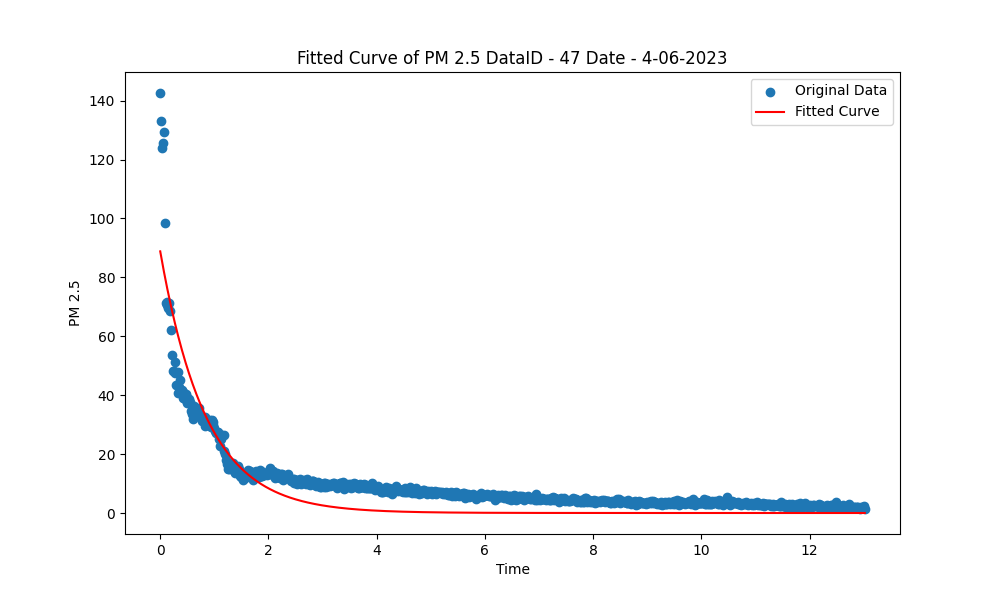 Fitted Curve of PM 2.5 DataID - 47 Date - 4-06-2023
Original Data
Fitted Curve
PM 2.5
140
120
100
80
60
40
20
0
0 2 4 6 8 10 12
Time